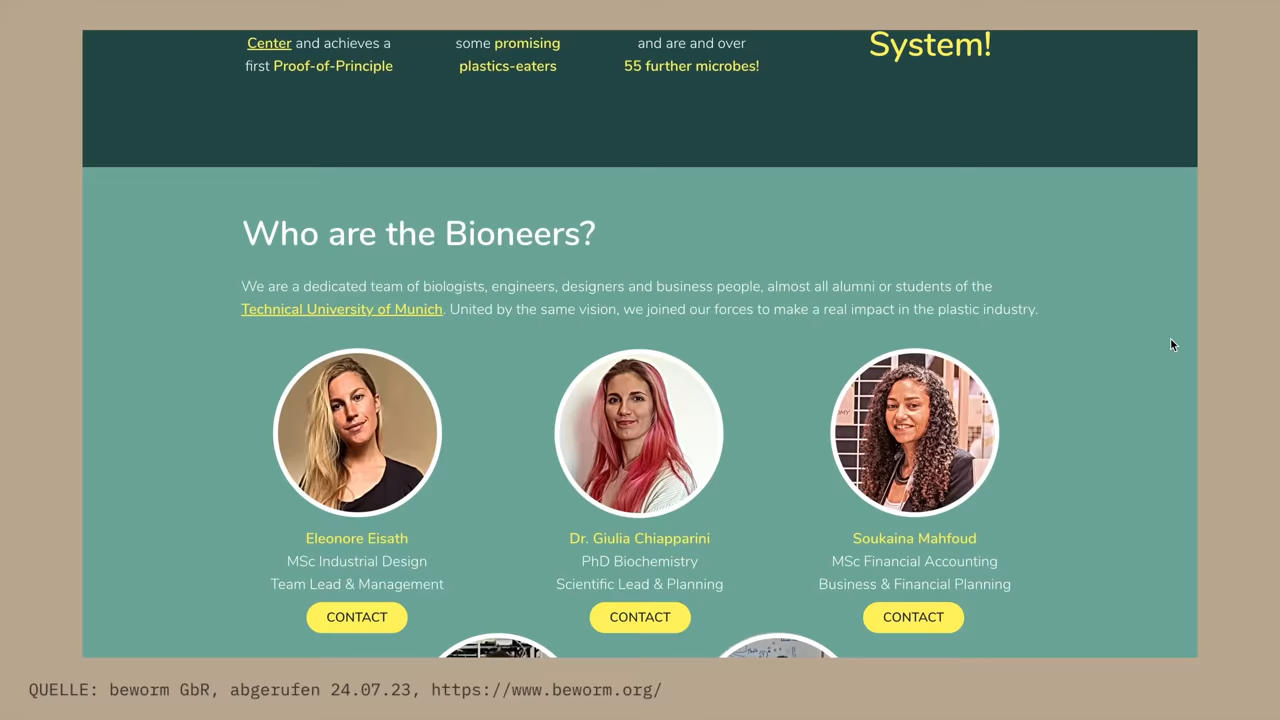 Center and achieves a
first Proof-of-Principle
some promising
plastics-eaters
and are and over
55 further microbes!
System!
Who are the Bioneers?
We are a dedicated team of biologists, engineers, designers and business people, almost all alumni or students of the
Technical University of Munich. United by the same vision, we joined our forces to make a real impact in the plastic industry.
Eleonore Eisath
MSc Industrial Design
Team Lead & Management
CONTACT
Dr. Giulia Chiapparini
PhD Biochemistry
Scientific Lead & Planning
CONTACT
Soukaina Mahfoud
MSc Financial Accounting
Business & Financial Planning
CONTACT
QUELLE: beworm GbR, abgerufen 24.07.23, https://www.beworm.org/